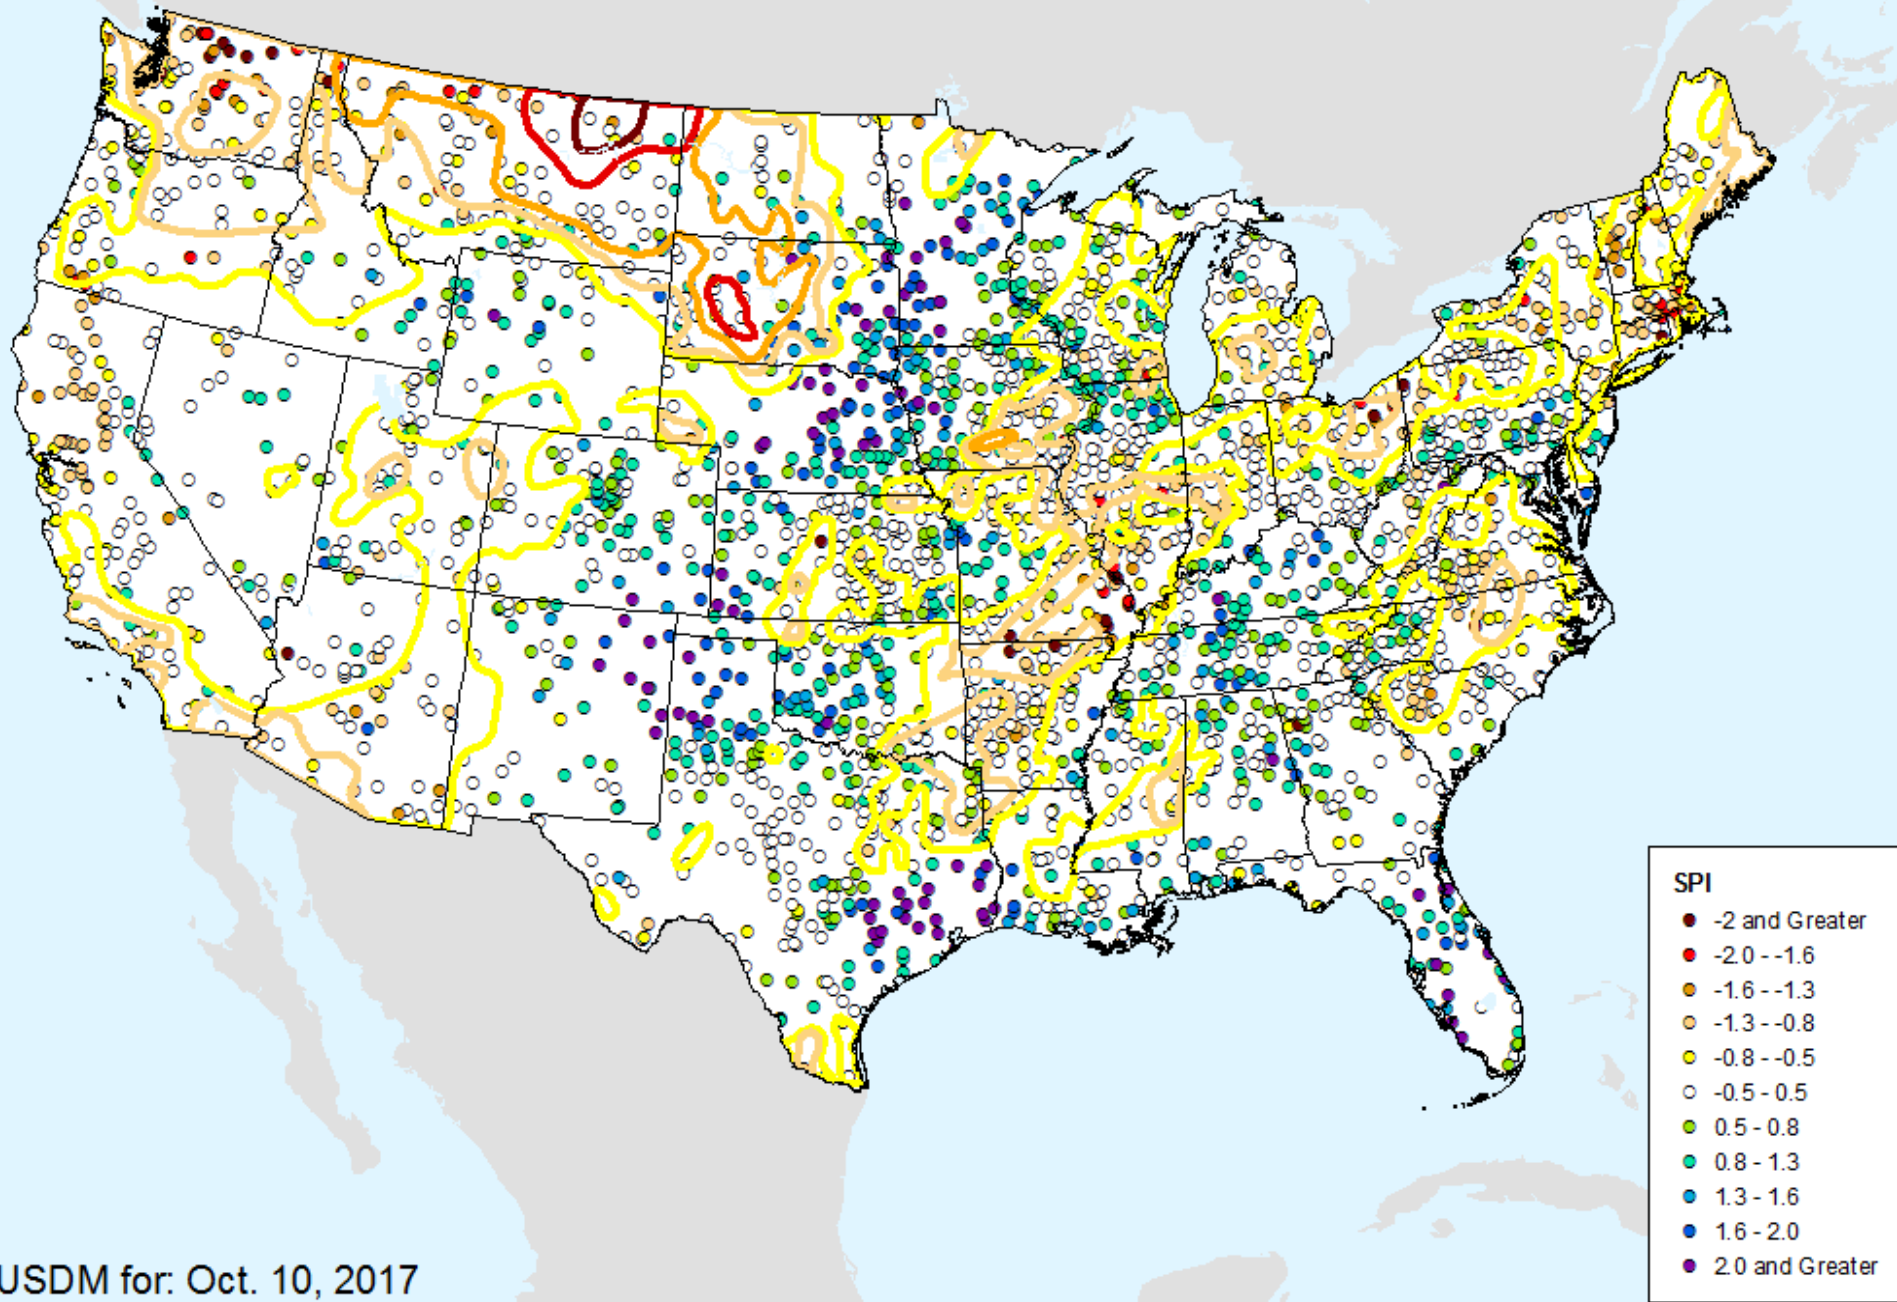 SPI
-2 and Greater
-2.0 - -1.6
-1.6 - -1.3
-1.3 - -0.8
-0.8 - -0.5
-0.5 - 0.5
0.5 - 0.8
0.8 - 1.3
1.3 - 1.6
1.6 - 2.0
2.0 and Greater
USDM for: Oct. 10, 2017